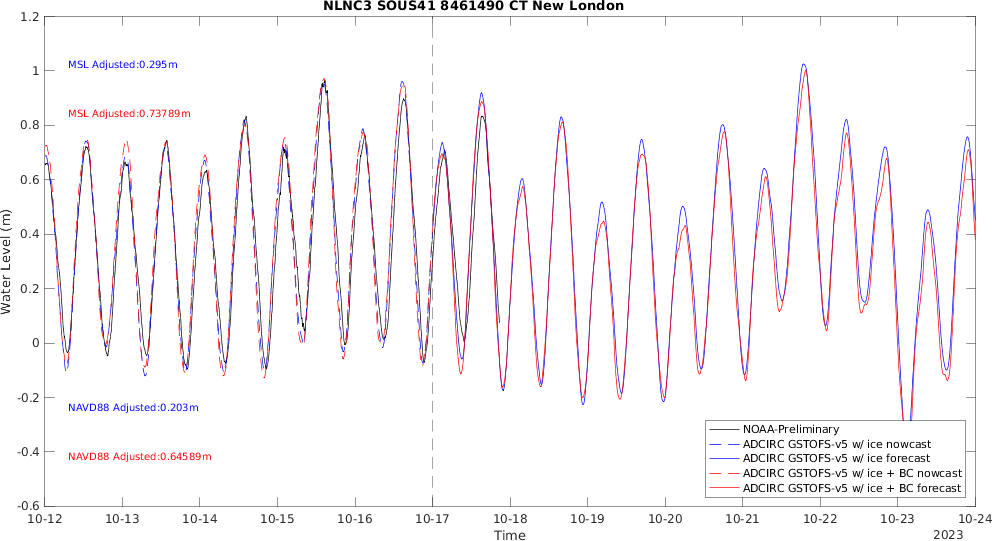 NLNC3 SOUS41 8461490 CT New London
1.2
1
0.8
0.6
0.4
0.2
0
-0.2
-0.4
-0.6
Water Level (m)
MSL Adjusted:0.295m
MSL Adjusted:0.73789m
NAVD88 Adjusted:0.203m
NAVD88 Adjusted:0.64589m
NOAA-Preliminary
ADCIRC GSTOFS-v5 w/ ice nowcast
ADCIRC GSTOFS-v5 w/ ice forecast
ADCIRC GSTOFS-v5 w/ ice + BC nowcast
ADCIRC GSTOFS-v5 w/ ice + BC forecast
10-12 10-13 10-14 10-15 10-16 10-17 10-18 10-19 10-20 10-21 10-22 10-23 10-24
Time
2023